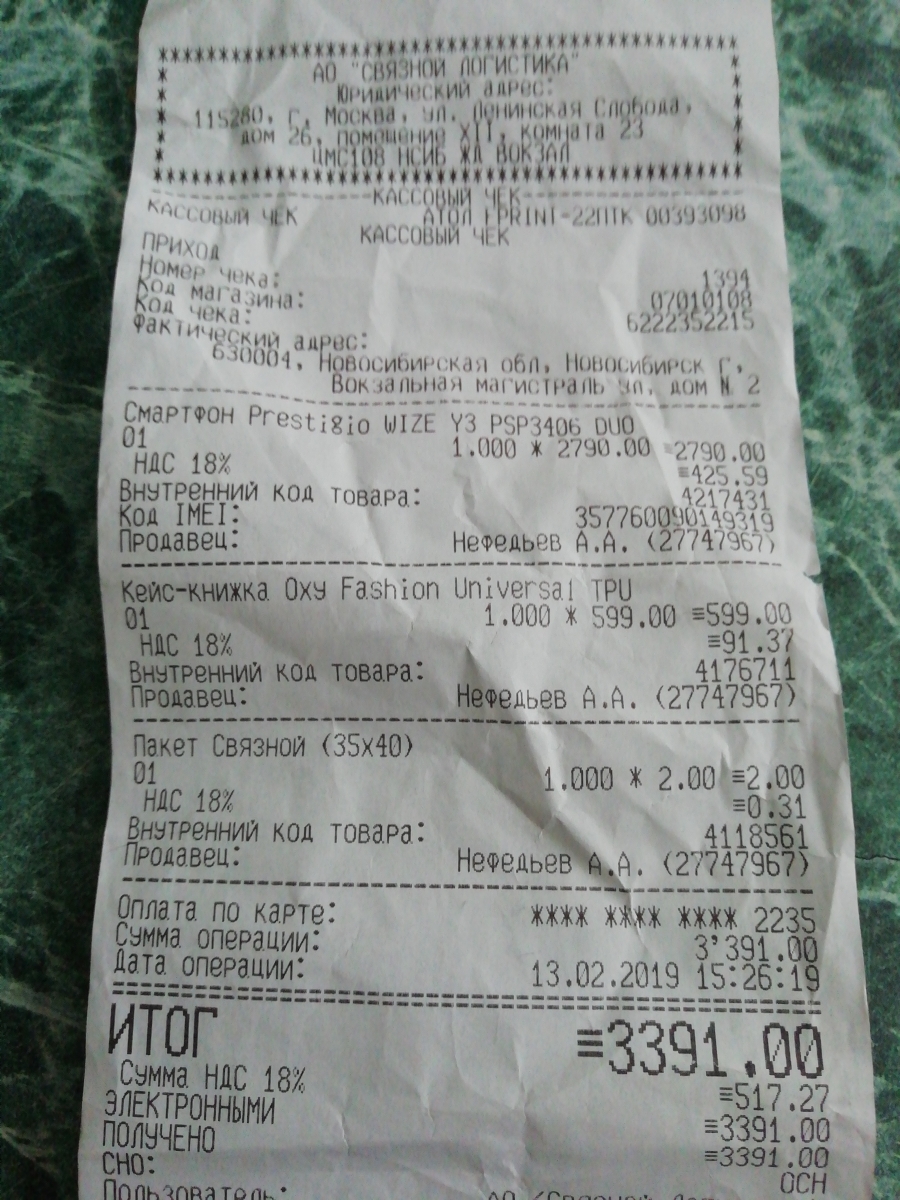 ************************************************
* АО "СВЯЗНОЙ ЛОГИСТИКА" *
* Юридический адрес: *
* 115280, Г. Москва, ул. Ленинская Слобода, *
* дом 26, помощение XII, комната 23 *
* ЦМС108 НСИБ ЖД ВОКЗАЛ *
************************************************
--------------------КАССОВЫЙ ЧЕК--------------------
КАССОВЫЙ ЧЕК АТОЛ FPRINT-22ПТК 00393098
КАССОВЫЙ ЧЕК
ПРИХОД
Номер чека: 1394
Код магазина: 07010108
Код чека: 6222352215
Фактический адрес:
630004, Новосибирская обл, Новосибирск г,
Вокзальная магистраль ул, дом № 2
Смартфон Prestigio WIZE Y3 PSP3406 DUO
01 1.000 * 2790.00 ≡2790.00
НДС 18% ≡425.59
Внутренний код товара: 4217431
Код IMEI: 357760090149319
Продавец: Нефедьев А.А. (27747967)
Кейс-книжка Oxy Fashion Universal TPU
01 1.000 * 599.00 ≡599.00
НДС 18% ≡91.37
Внутренний код товара: 4176711
Продавец: Нефедьев А.А. (27747967)
Пакет Связной (35x40)
01 1.000 * 2.00 ≡2.00
НДС 18% ≡0.31
Внутренний код товара: 4118561
Продавец: Нефедьев А.А. (27747967)
Оплата по карте: **** **** **** 2235
Сумма операции: 3'391.00
Дата операции: 13.02.2019 15:26:19
ИТОГ ≡3391.00
Сумма НДС 18% ≡517.27
ЭЛЕКТРОННЫМИ ≡3391.00
ПОЛУЧЕНО ≡3391.00
СНО: ОСН
Пользователь: АО